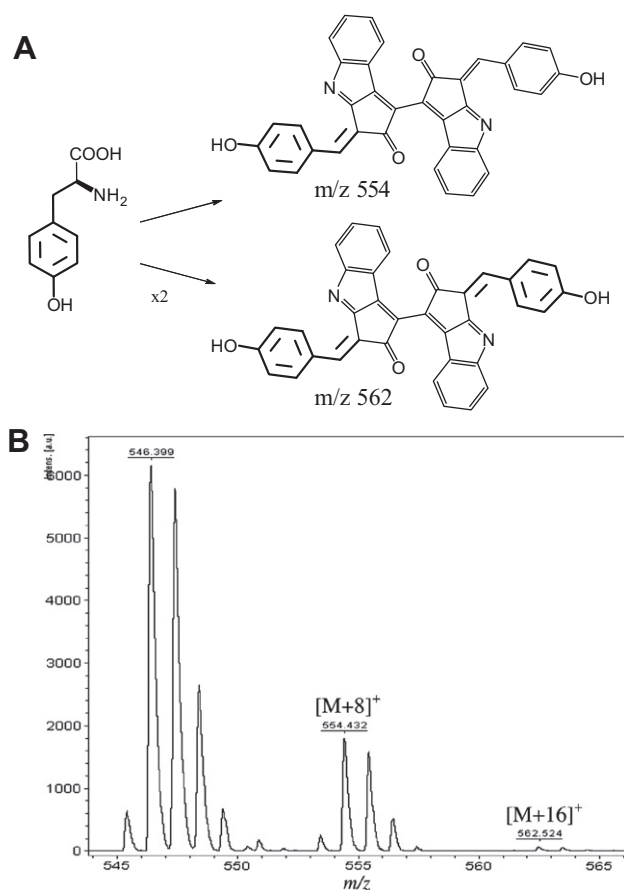 A
O
N
OH
HO
O
N
m/z 554
COOH
NH2
OH
x2
O
N
OH
HO
O
N
m/z 562
B
Intens. [a.u.]
6000
5000
4000
3000
2000
1000
0
546.399
[M+8]+
554.432
[M+16]+
562.524
545
550
555
560
565
m/z